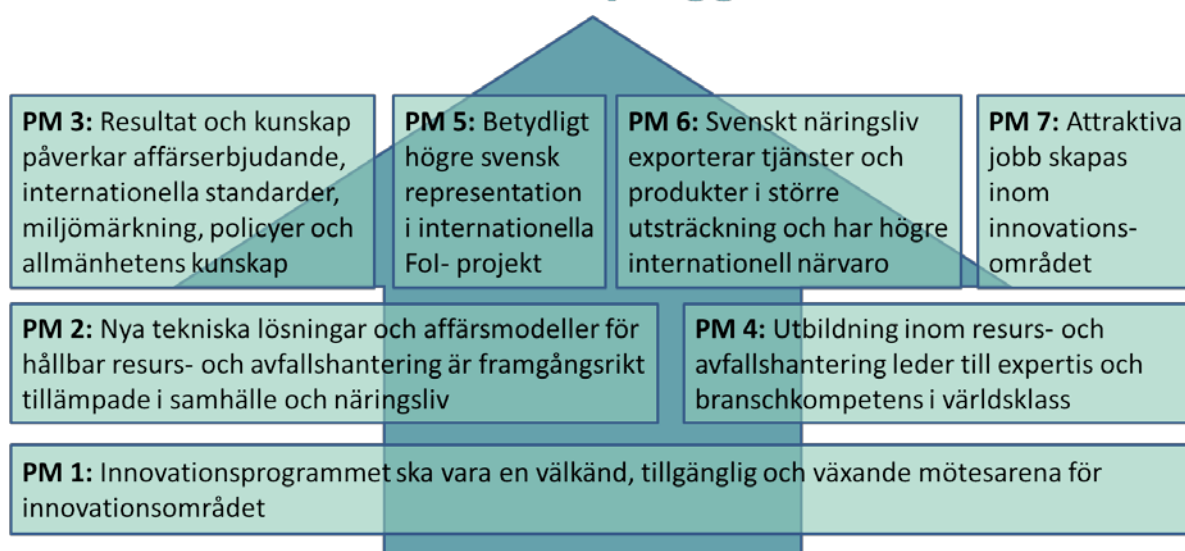 PM 3: Resultat och kunskap
påverkar affärserbjudande,
internationella standarder,
miljömärkning, policyer och
allmänhetens kunskap
PM 5: Betydligt
högre svensk
representation
i internationella
FoI- projekt
PM 6: Svenskt näringsliv
exporterar tjänster och
produkter i större
utsträckning och har högre
internationell närvaro
PM 7: Attraktiva
jobb skapas
inom
innovations-
området
PM 2: Nya tekniska lösningar och affärsmodeller för
hållbar resurs- och avfallshantering är framgångsrikt
tillämpade i samhälle och näringsliv
PM 4: Utbildning inom resurs- och
avfallshantering leder till expertis och
branschkompetens i världsklass
PM 1: Innovationsprogrammet ska vara en välkänd, tillgänglig och växande mötesarena för
innovationsområdet